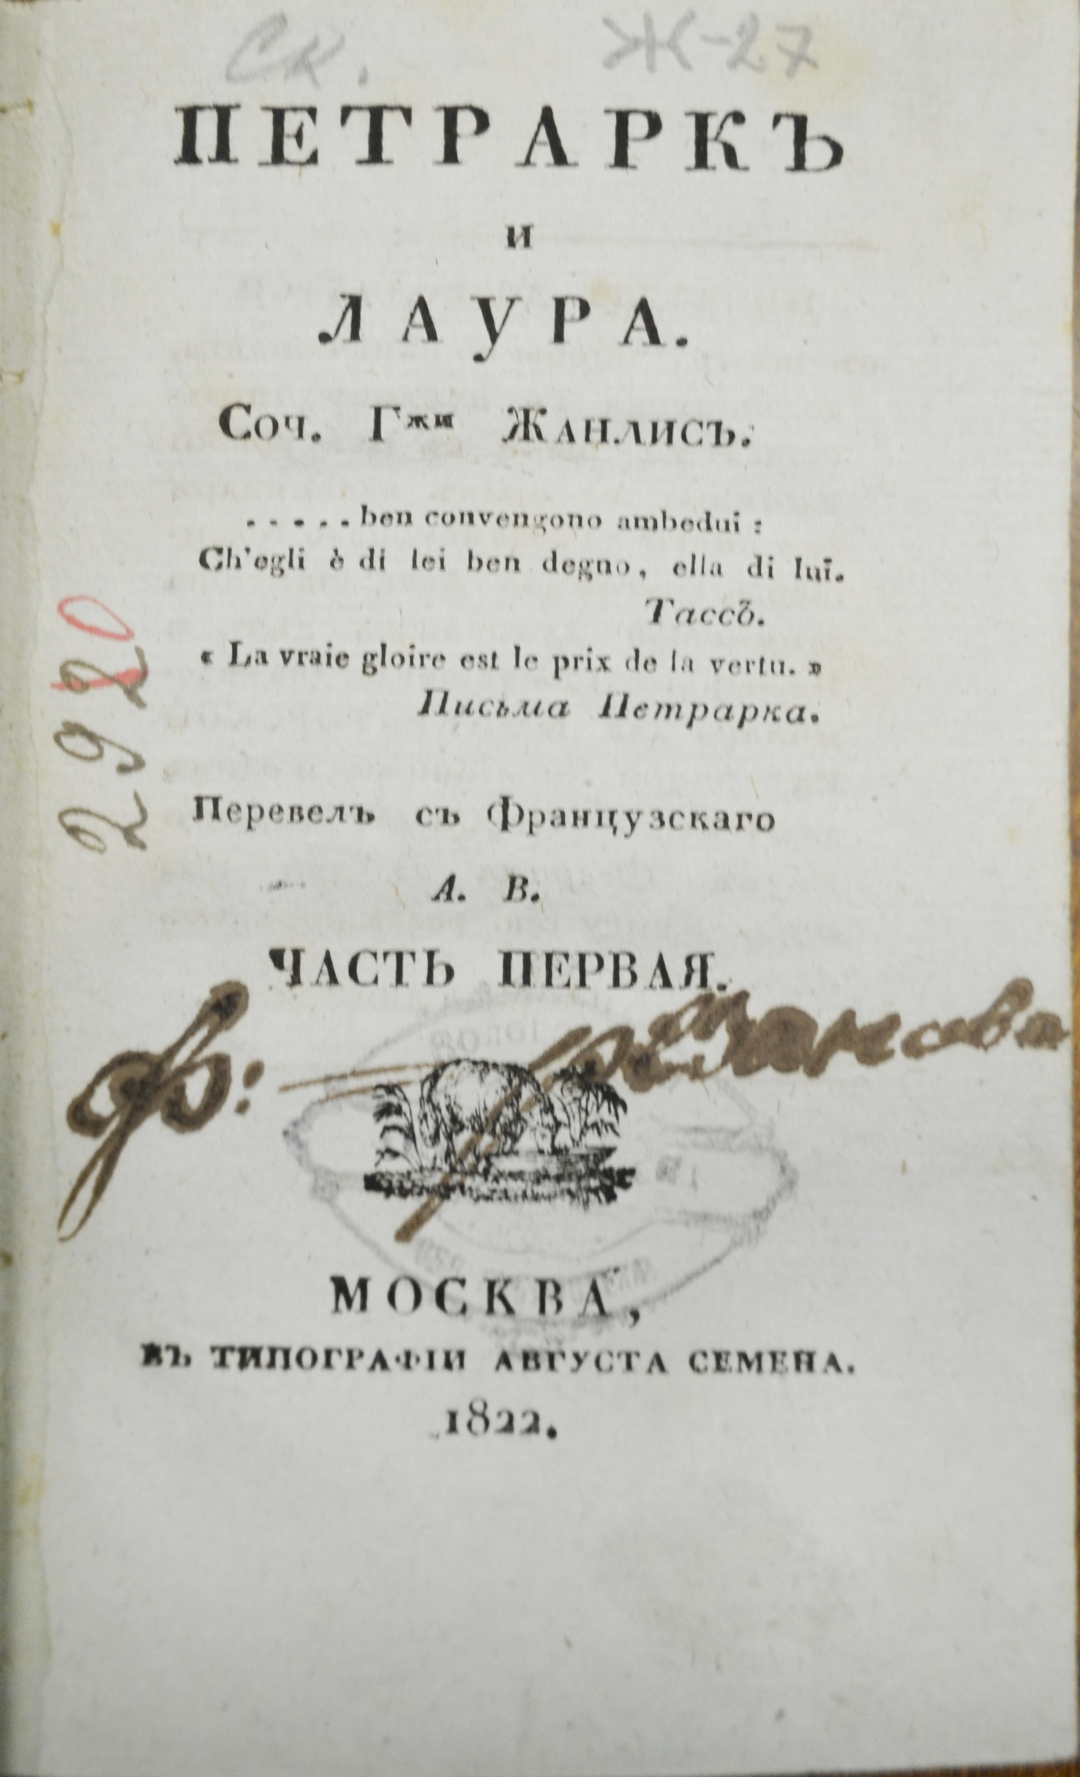 Ск. Ж-27
ПЕТРАРКЪ
И
ЛАУРА.
Соч. Гжи Жанлисъ.
.....ben convengono ambedui:
Ch'egli è di lei ben degno, ella di lui.
Тассъ.
« La vraie gloire est le prix de la vertu. »
Письма Петрарка.
2920
Перевелъ съ Французскаго
А. В.
ЧАСТЬ ПЕРВАЯ.
Ф:
МОСКВА,
ВЪ ТИПОГРАФІИ АВГУСТА СЕМЕНА.
1822.